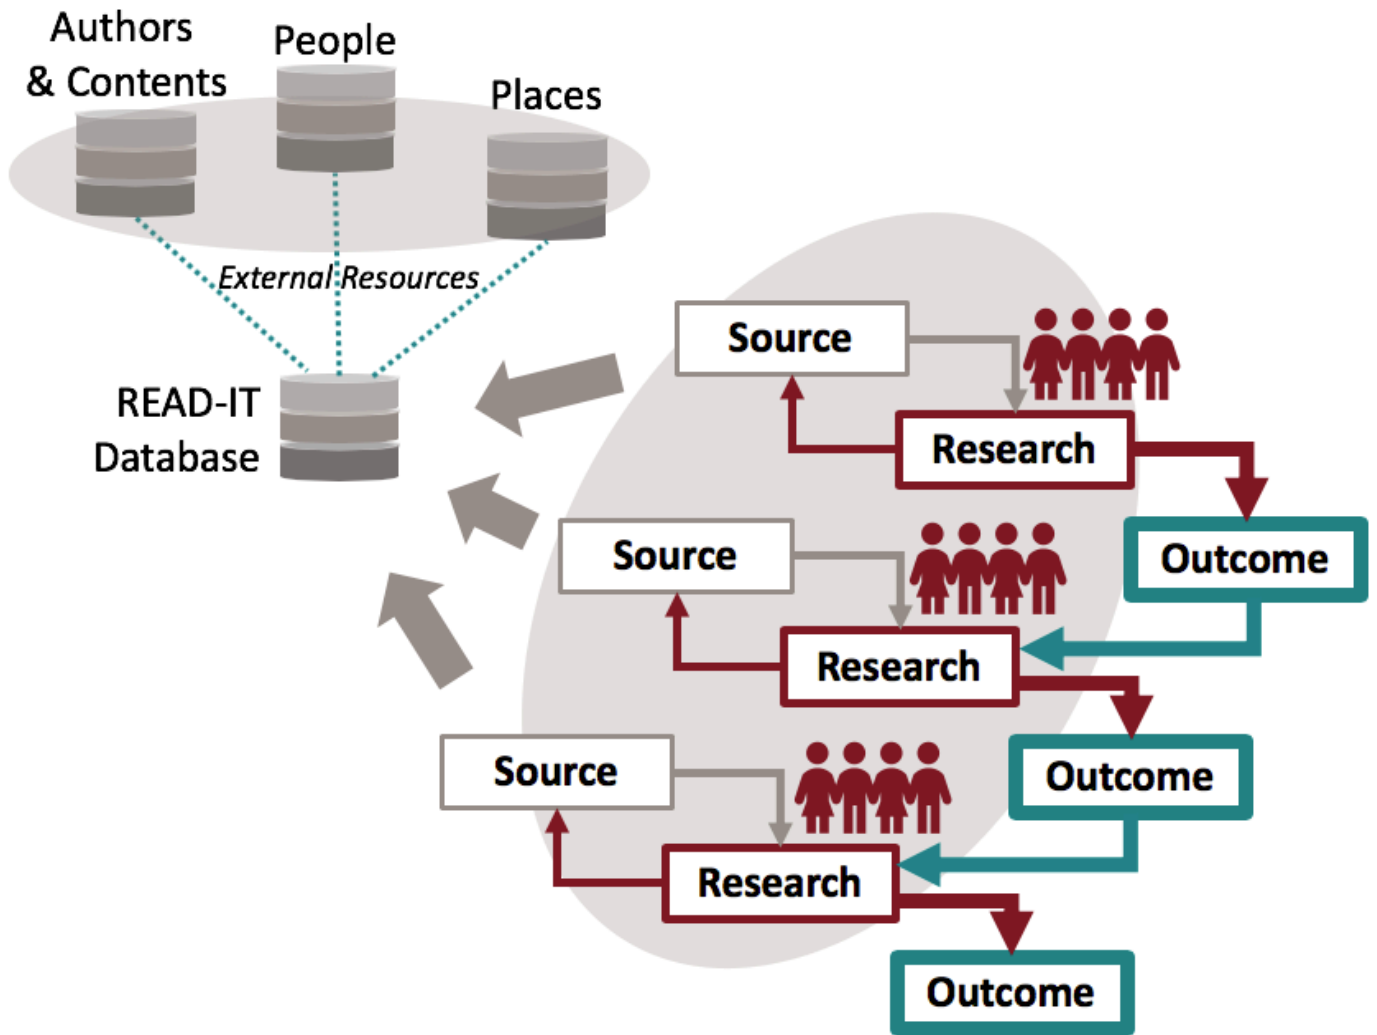 Authors
& Contents
People
Places
External Resources
READ-IT
Database
Source
Research
Outcome
Source
Research
Outcome
Source
Research
Outcome